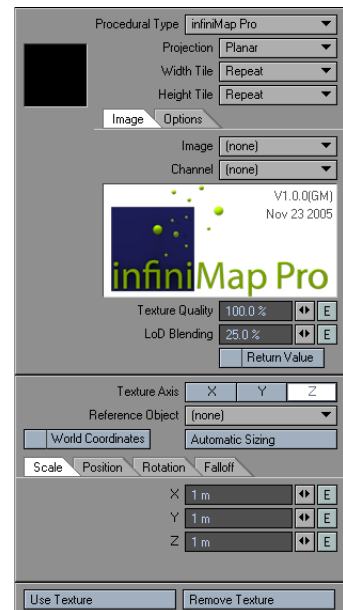 Procedural Type infiniMap Pro
Projection Planar
Width Tile Repeat
Height Tile Repeat
Image Options
Image (none)
Channel (none)
V1.0.0(GM)
Nov 23 2005
infiniMap Pro
Texture Quality 100.0 % E
LoD Blending 25.0 % E
Return Value
Texture Axis X Y Z
Reference Object (none)
World Coordinates Automatic Sizing
Scale Position Rotation Falloff
X 1 m E
Y 1 m E
Z 1 m E
Use Texture Remove Texture